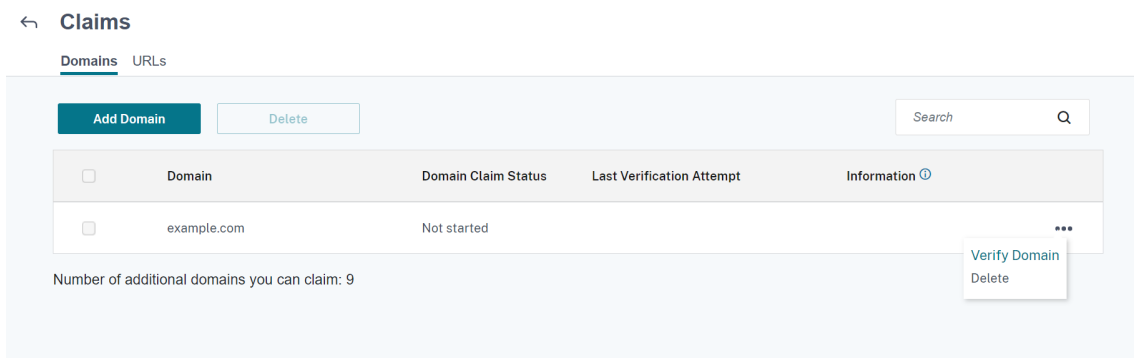 Claims
Domains URLs
Add Domain Delete Search
Domain Domain Claim Status Last Verification Attempt Information
example.com Not started
Verify Domain
Number of additional domains you can claim: 9
Delete